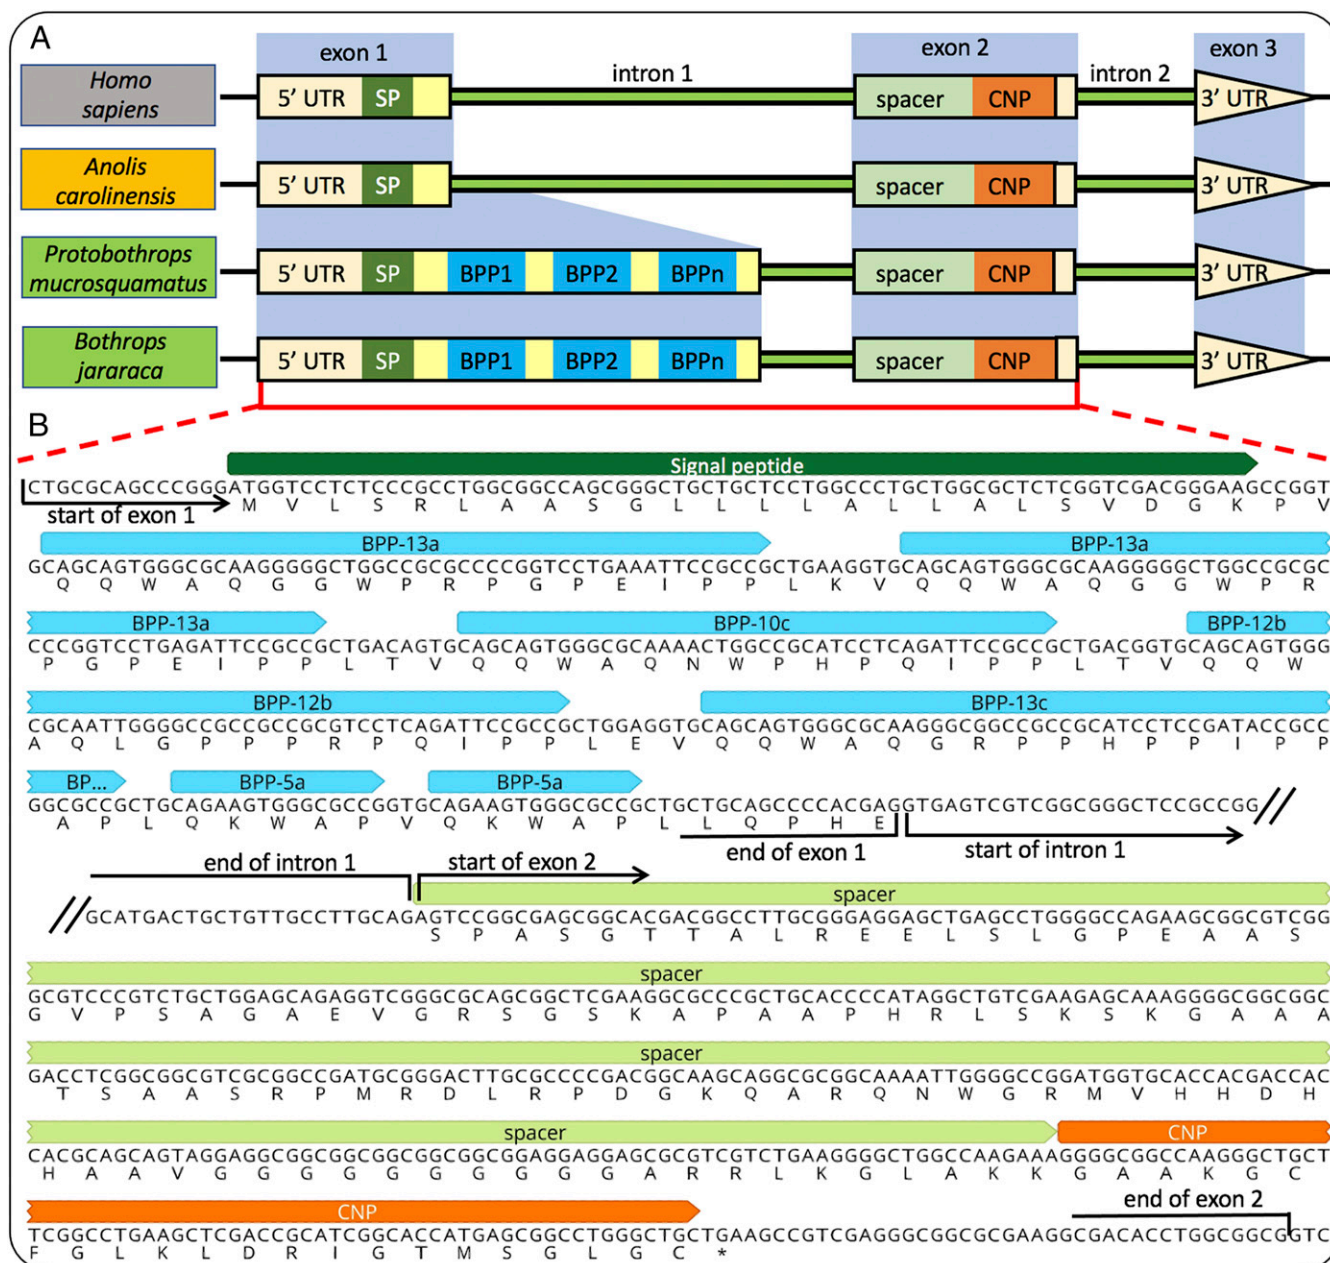 A
exon 1
exon 2
exon 3
Homo sapiens
intron 1
intron 2
5' UTR SP spacer CNP 3' UTR
Anolis carolinensis
5' UTR SP spacer CNP 3' UTR
Protobothrops mucrosquamatus
5' UTR SP BPP1 BPP2 BPPn spacer CNP 3' UTR
Bothrops jararaca
5' UTR SP BPP1 BPP2 BPPn spacer CNP 3' UTR
B
Signal peptide
CTGCGCAGCCCGGGATGGTCCTCTCCCGCCTGGCGGCCAGCGGGCTGCTGCTCCTGGCCCTGCTGGCGCTCTCGGTCGACGGGAAGCCGGT
start of exon 1
M V L S R L A A S G L L L L A L L A L S V D G K P V
BPP-13a BPP-13a
GCAGCAGTGGGCGCAAGGGGGCTGGCCGCGCCCCGGTCCTGAAATTCCGCCGCTGAAGGTGCAGCAGTGGGCGCAAGGGGGCTGGCCGCGC
Q Q W A Q G G W P R P G P E I P P L K V Q Q W A Q G G W P R
BPP-13a BPP-10c BPP-12b
CCCGGTCCTGAGATTCCGCCGCTGACAGTGCAGCAGTGGGCGCAAAACTGGCCGCATCCTCAGATTCCGCCGCTGACGGTGCAGCAGTGGG
P G P E I P P L T V Q Q W A Q N W P H P Q I P P L T V Q Q W
BPP-12b BPP-13c
CGCAATTGGGGCCGCCGCCGCGTCCTCAGATTCCGCCGCTGGAGGTGCAGCAGTGGGCGCAAGGGCGGCCGCCGCATCCTCCGATACCGCC
A Q L G P P P R P Q I P P L E V Q Q W A Q G R P P H P P I P P
BP... BPP-5a BPP-5a
GGCGCCGCTGCAGAAGTGGGCGCCGGTGCAGAAGTGGGCGCCGCTGCTGCAGCCCCACGAGGTGAGTCGTCGGCGGGCTCCGCCGG
A P L Q K W A P V Q K W A P L L Q P H E
end of exon 1
start of intron 1
end of intron 1
start of exon 2
spacer
GCATGACTGCTGTTGCCTTGCAGAGTCCGGCGAGCGGCACGACGGCCTTGCGGGAGGAGCTGAGCCTGGGGCCAGAAGCGGCGTCGG
S P A S G T T A L R E E L S L G P E A A S
spacer
GCGTCCCGTCTGCTGGAGCAGAGGTCGGGCGCAGCGGCTCGAAGGCGCCCGCTGCACCCCATAGGCTGTCGAAGAGCAAAGGGGCGGCGGC
G V P S A G A E V G R S G S K A P A A P H R L S K S K G A A A
spacer
GACCTCGGCGGCGTCGCGGCCGATGCGGGACTTGCGCCCCGACGGCAAGCAGGCGCGGCAAAATTGGGGCCGGATGGTGCACCACGACCAC
T S A A S R P M R D L R P D G K Q A R Q N W G R M V H H D H
spacer CNP
CACGCAGCAGTAGGAGGCGGCGGCGGCGGCGGCGGAGGAGGAGCGCGTCGTCTGAAGGGGCTGGCCAAGAAAGGGGCGGCCAAGGGCTGCT
H A A V G G G G G G G G G G A R R L K G L A K K G A A K G C
CNP
end of exon 2
TCGGCCTGAAGCTCGACCGCATCGGCACCATGAGCGGCCTGGGCTGCTGAAGCCGTCGAGGGCGGCGCGAAGGCGACACCTGGCGGCGGTC
F G L K L D R I G T M S G L G C *